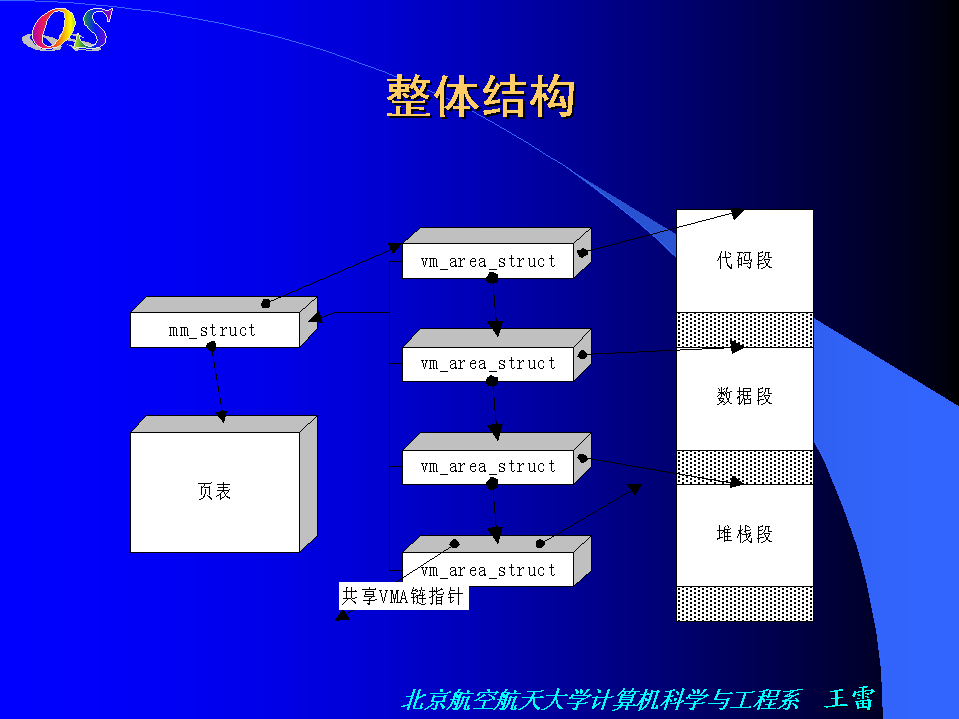 OS
整体结构
vm_area_struct
代码段
mm_struct
vm_area_struct
数据段
vm_area_struct
页表
堆栈段
vm_area_struct
共享VMA链指针
北京航空航天大学计算机科学与工程系 王雷